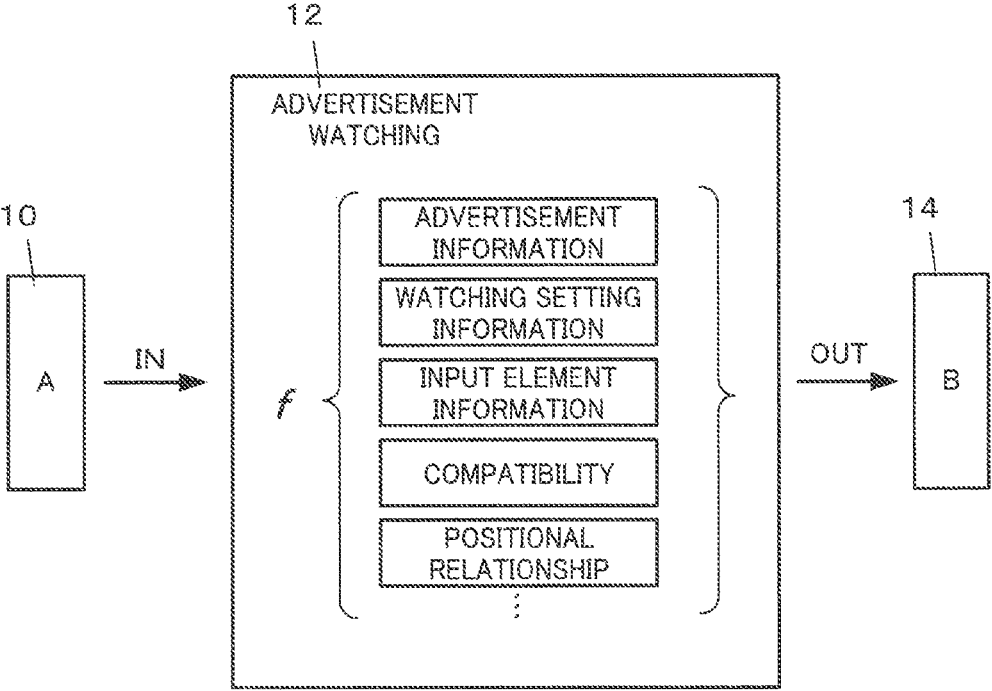 12
ADVERTISEMENT
WATCHING
10
A
IN
f
ADVERTISEMENT
INFORMATION
WATCHING SETTING
INFORMATION
INPUT ELEMENT
INFORMATION
COMPATIBILITY
POSITIONAL
RELATIONSHIP
OUT
14
B